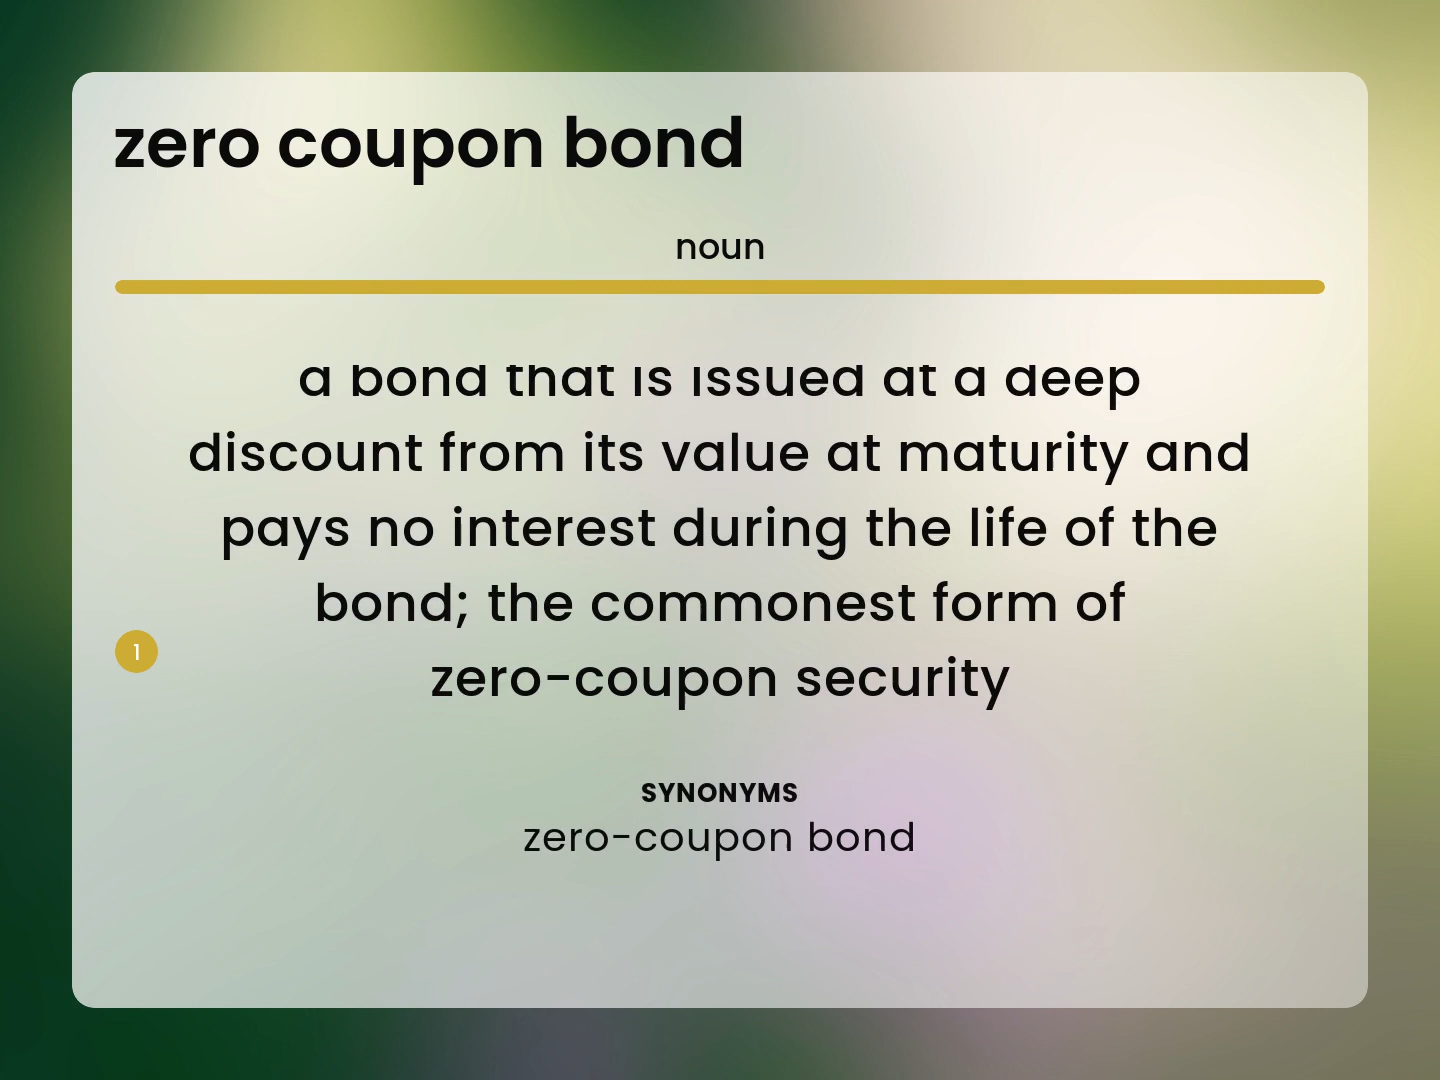 zero coupon bond
noun
a bond that is issued at a deep
discount from its value at maturity and
pays no interest during the life of the
bond; the commonest form of
1
zero-coupon security
SYNONYMS
zero-coupon bond